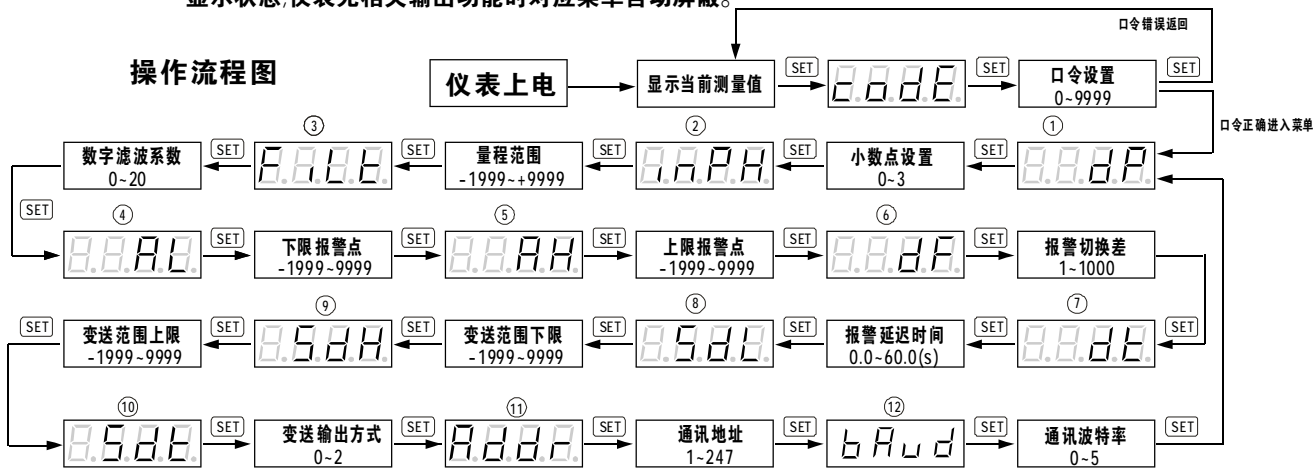 显示状态,仪表无相关输出功能时对应菜单自动屏蔽。
口令错误返回
操作流程图
仪表上电
显示当前测量值
SET
codE
SET
口令设置
0~9999
SET
口令正确进入菜单
①
dP
SET
小数点设置
0~3
SET
②
inPH
SET
量程范围
-1999~+9999
SET
③
FiLt
SET
数字滤波系数
0~20
SET
④
AL
SET
下限报警点
-1999~9999
SET
⑤
AH
SET
上限报警点
-1999~9999
SET
⑥
dF
SET
报警切换差
1~1000
SET
⑦
dt
SET
报警延迟时间
0.0~60.0(s)
SET
⑧
SdL
SET
变送范围下限
-1999~9999
SET
⑨
SdH
SET
变送范围上限
-1999~9999
SET
⑩
Sdt
SET
变送输出方式
0~2
SET
⑪
Addr
SET
通讯地址
1~247
SET
⑫
bAud
SET
通讯波特率
0~5
SET